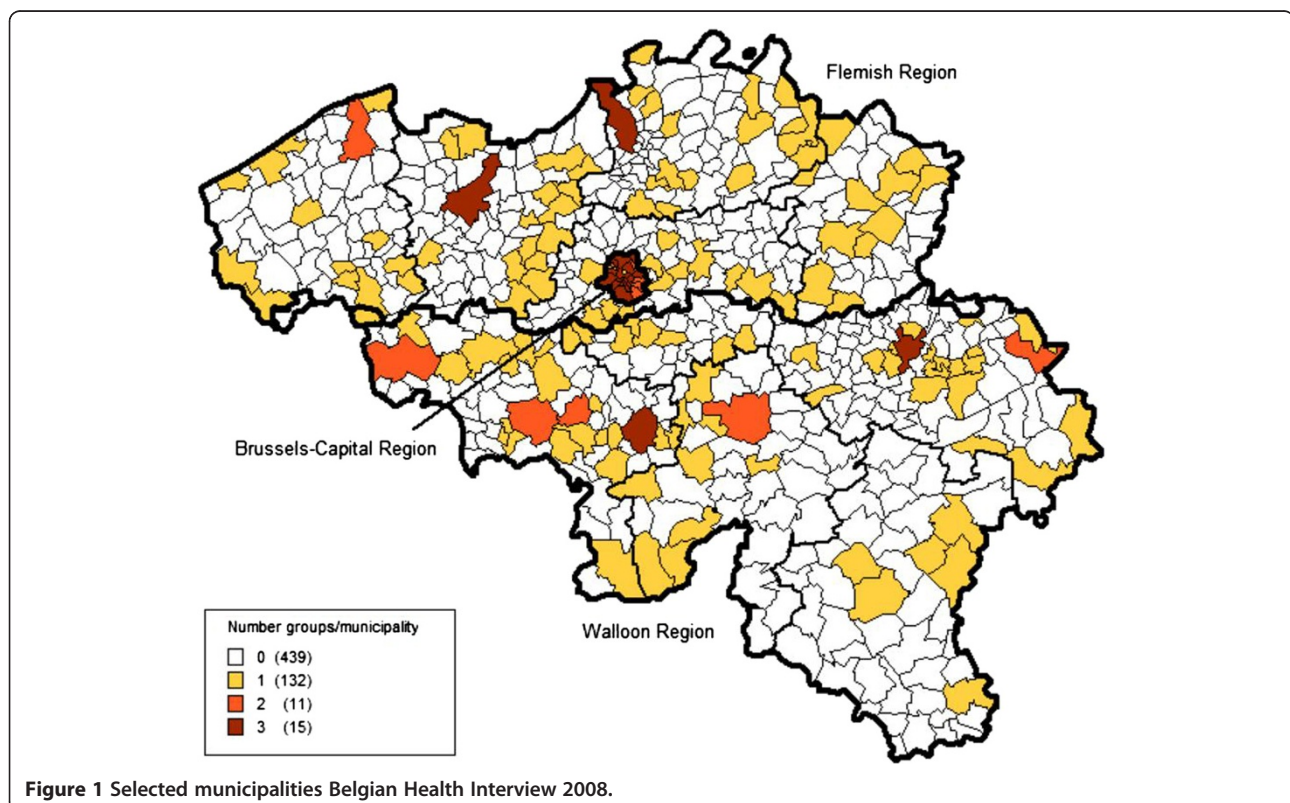 Flemish Region
Brussels-Capital Region
Walloon Region
Number groups/municipality
0 (439)
1 (132)
2 (11)
3 (15)
Figure 1 Selected municipalities Belgian Health Interview 2008.